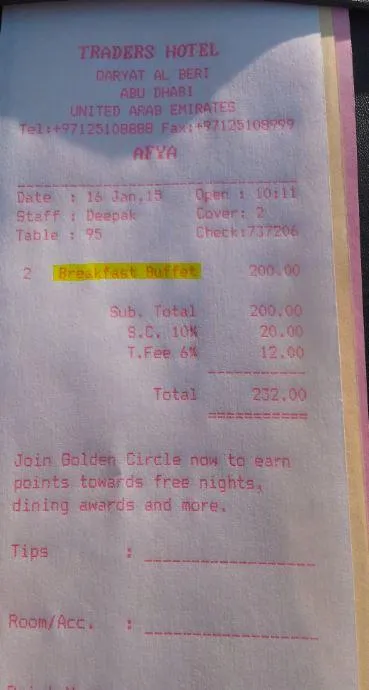 TRADERS HOTEL
DARYAT AL BERI
ABU DHABI
UNITED ARAB EMIRATES
Tel:+97125108888 Fax:+97125108999
AFYA
Date : 16 Jan,15 Open : 10:11
Staff : Deepak Cover: 2
Table : 95 Check:737206
2 Breakfast Buffet 200.00
Sub. Total 200.00
S.C. 10% 20.00
T.Fee 6% 12.00
Total 232.00
Join Golden Circle now to earn
points towards free nights,
dining awards and more.
Tips :
Room/Acc. :